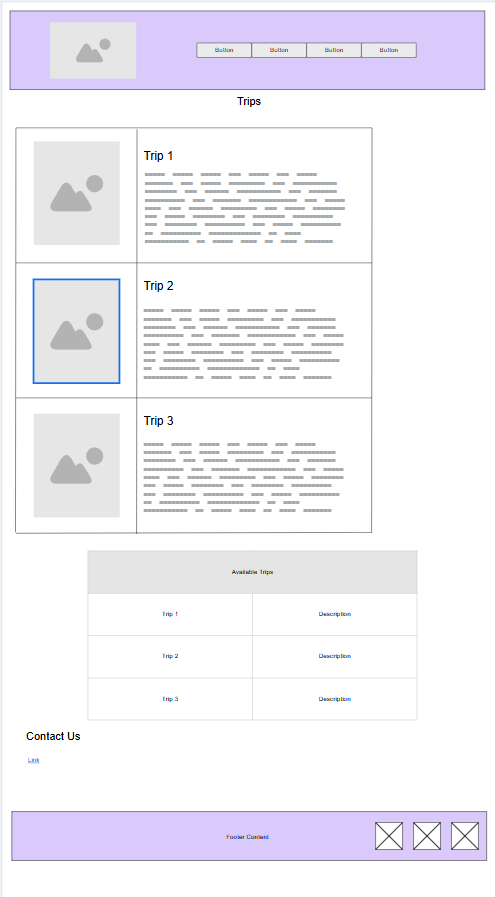 Button Button Button Button
Trips
Trip 1
Trip 2
Trip 3
Available Trips
Trip 1 Description
Trip 2 Description
Trip 3 Description
Contact Us
Link
Footer Content